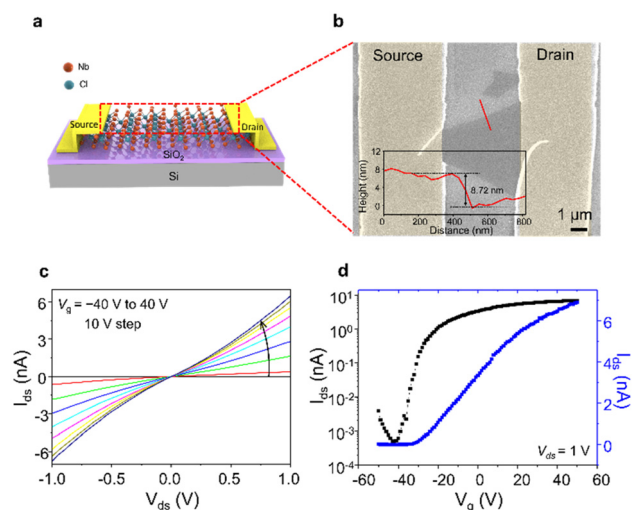 a
Nb
Cl
Source
Drain
SiO2
Si
b
Source
Drain
12
8
4
0
Height (nm)
8.72 nm
0 200 400 600 800
Distance (nm)
1 μm
c
Vg = −40 V to 40 V
10 V step
6
3
0
-3
-6
Ids (nA)
-1.0 -0.5 0.0 0.5 1.0
Vds (V)
d
10^1
10^0
10^-1
10^-2
10^-3
10^-4
Ids (nA)
6
4
2
0
Ids (nA)
Vds = 1 V
-60 -40 -20 0 20 40 60
Vg (V)